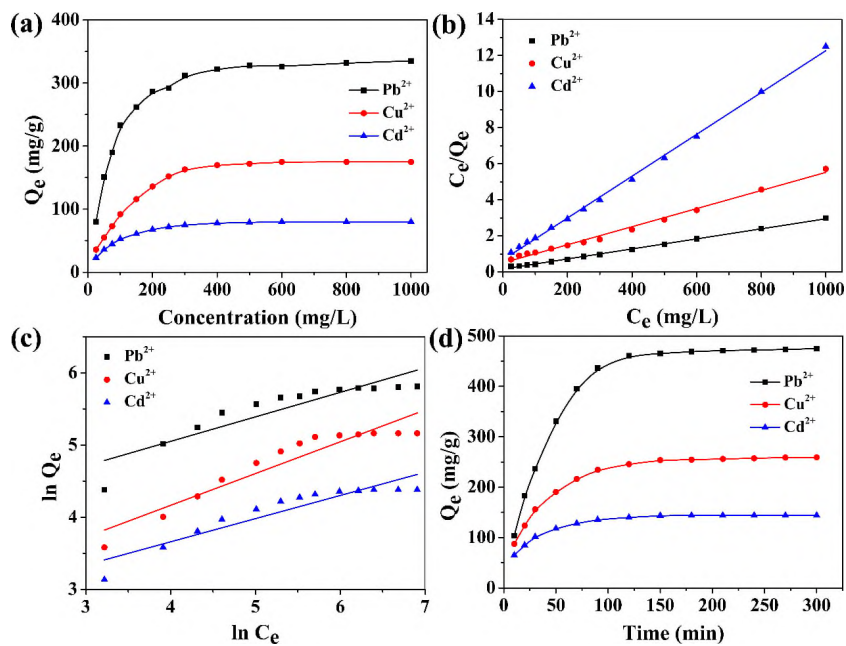 (a)
400
300
200
100
0
0 200 400 600 800 1000
Qe (mg/g)
Concentration (mg/L)
Pb²⁺
Cu²⁺
Cd²⁺
(b)
14
12
10
8
6
4
2
0
0 200 400 600 800 1000
Ce/Qe
Ce (mg/L)
Pb²⁺
Cu²⁺
Cd²⁺
(c)
6
5
4
3
3 4 5 6 7
ln Qe
ln Ce
Pb²⁺
Cu²⁺
Cd²⁺
(d)
500
400
300
200
100
0
0 50 100 150 200 250 300
Qe (mg/g)
Time (min)
Pb²⁺
Cu²⁺
Cd²⁺